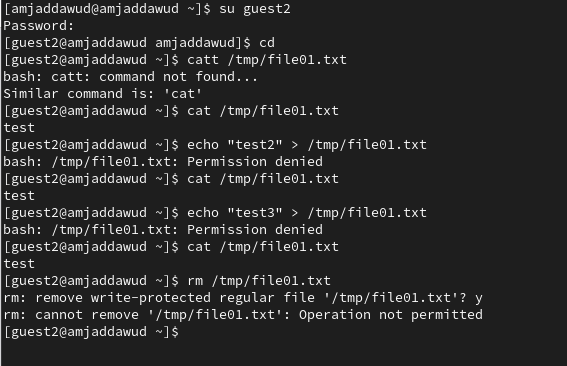 [amjaddawud@amjaddawud ~]$ su guest2
Password:
[guest2@amjaddawud amjaddawud]$ cd
[guest2@amjaddawud ~]$ catt /tmp/file01.txt
bash: catt: command not found...
Similar command is: 'cat'
[guest2@amjaddawud ~]$ cat /tmp/file01.txt
test
[guest2@amjaddawud ~]$ echo "test2" > /tmp/file01.txt
bash: /tmp/file01.txt: Permission denied
[guest2@amjaddawud ~]$ cat /tmp/file01.txt
test
[guest2@amjaddawud ~]$ echo "test3" > /tmp/file01.txt
bash: /tmp/file01.txt: Permission denied
[guest2@amjaddawud ~]$ cat /tmp/file01.txt
test
[guest2@amjaddawud ~]$ rm /tmp/file01.txt
rm: remove write-protected regular file '/tmp/file01.txt'? y
rm: cannot remove '/tmp/file01.txt': Operation not permitted
[guest2@amjaddawud ~]$